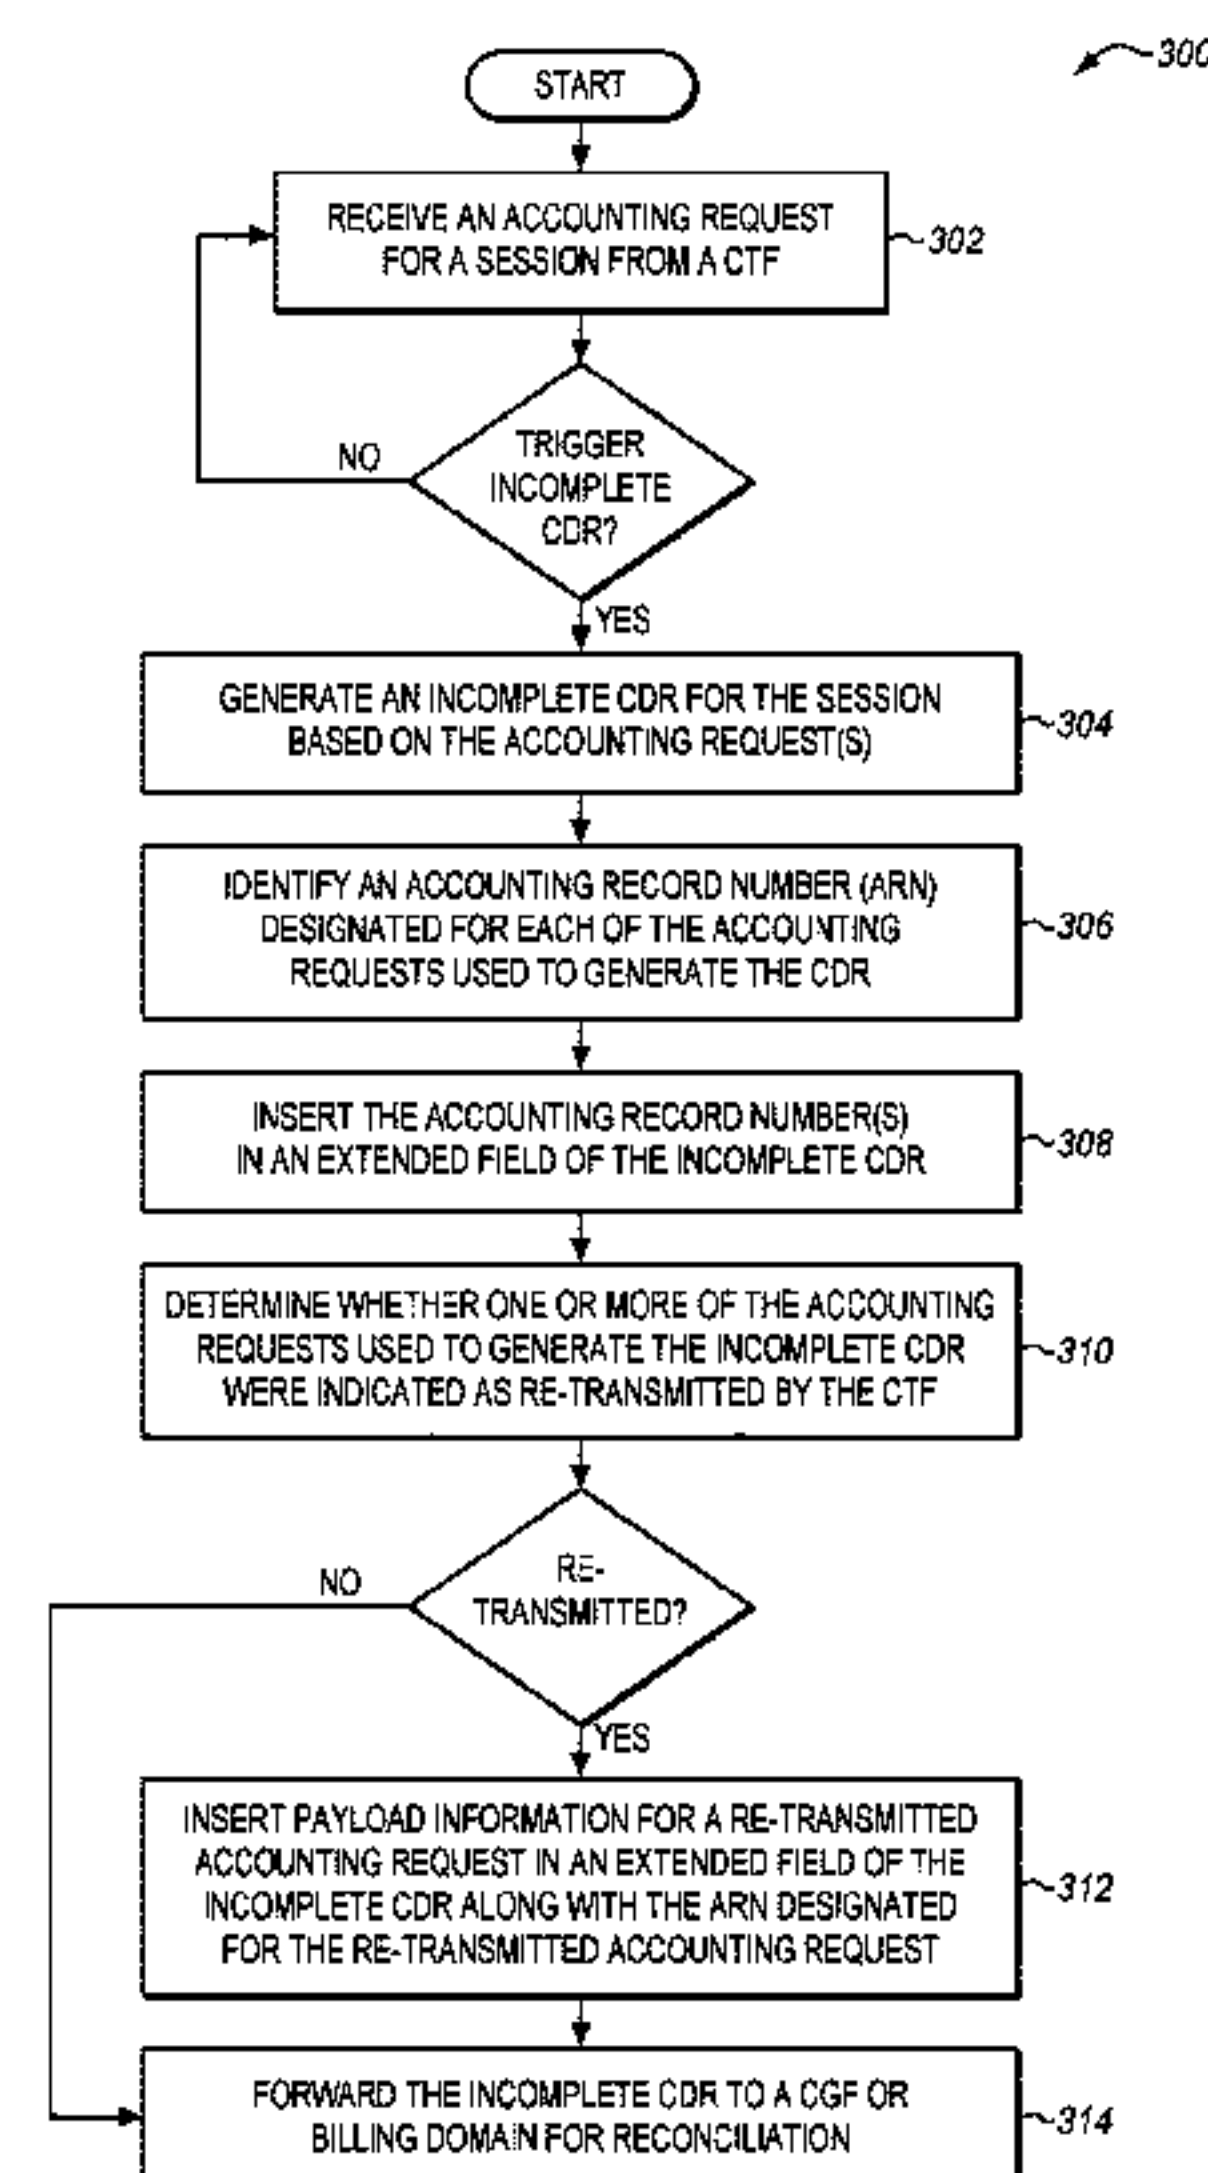 300
START
RECEIVE AN ACCOUNTING REQUEST
FOR A SESSION FROM A CTF
302
TRIGGER
INCOMPLETE
CDR?
NO
YES
GENERATE AN INCOMPLETE CDR FOR THE SESSION
BASED ON THE ACCOUNTING REQUEST(S)
304
IDENTIFY AN ACCOUNTING RECORD NUMBER (ARN)
DESIGNATED FOR EACH OF THE ACCOUNTING
REQUESTS USED TO GENERATE THE CDR
306
INSERT THE ACCOUNTING RECORD NUMBER(S)
IN AN EXTENDED FIELD OF THE INCOMPLETE CDR
308
DETERMINE WHETHER ONE OR MORE OF THE ACCOUNTING
REQUESTS USED TO GENERATE THE INCOMPLETE CDR
WERE INDICATED AS RE-TRANSMITTED BY THE CTF
310
RE-
TRANSMITTED?
NO
YES
INSERT PAYLOAD INFORMATION FOR A RE-TRANSMITTED
ACCOUNTING REQUEST IN AN EXTENDED FIELD OF THE
INCOMPLETE CDR ALONG WITH THE ARN DESIGNATED
FOR THE RE-TRANSMITTED ACCOUNTING REQUEST
312
FORWARD THE INCOMPLETE CDR TO A CGF OR
BILLING DOMAIN FOR RECONCILIATION
314